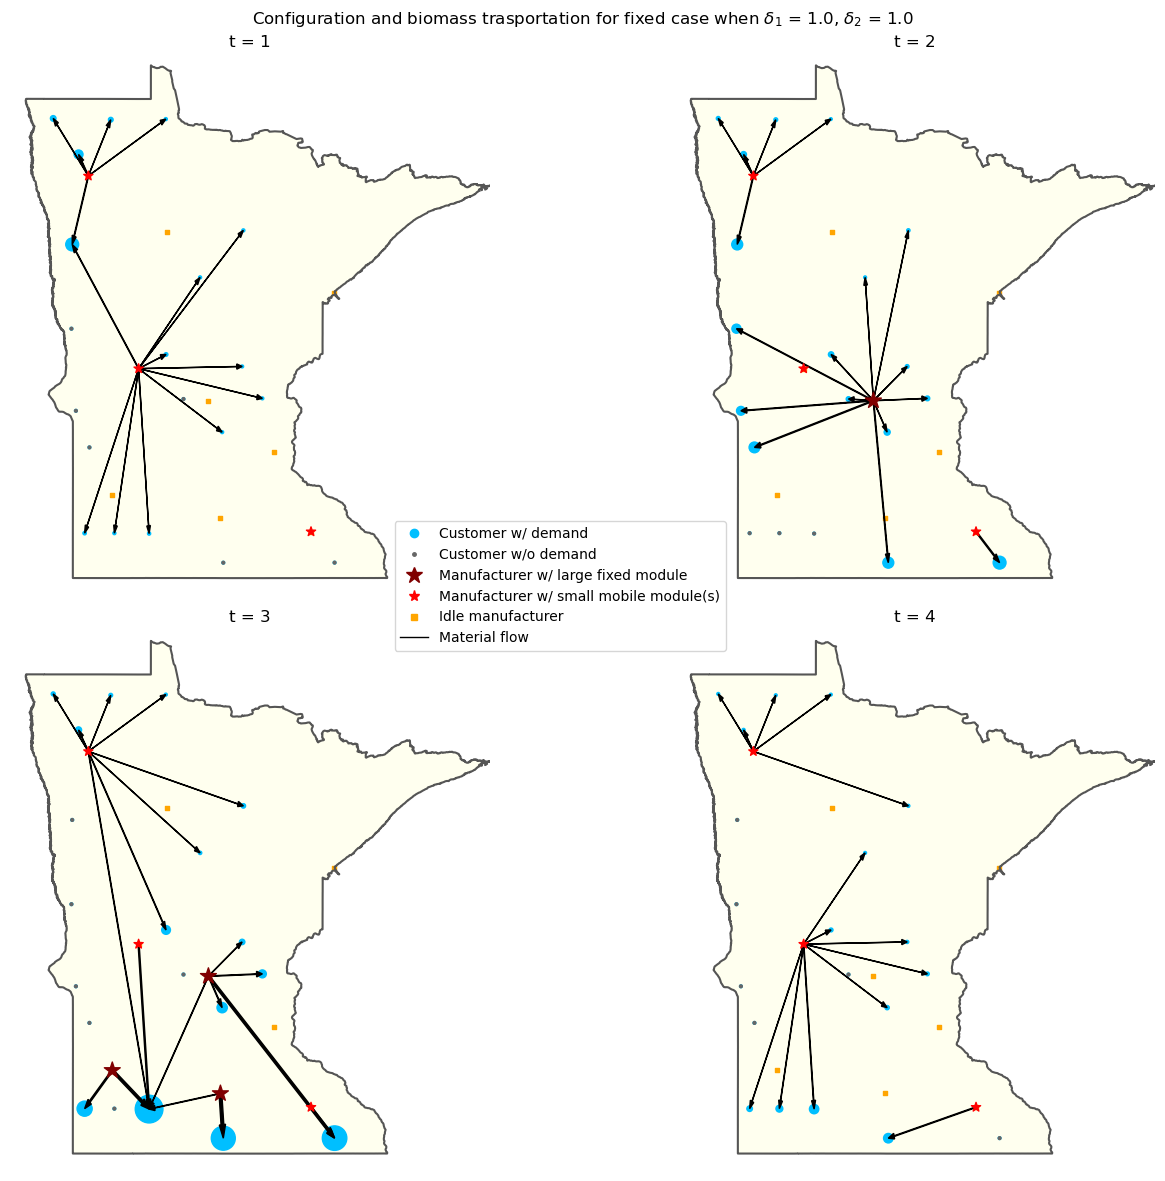 Configuration and biomass trasportation for fixed case when δ₁ = 1.0, δ₂ = 1.0
t = 1
t = 2
Customer w/ demand
Customer w/o demand
Manufacturer w/ large fixed module
Manufacturer w/ small mobile module(s)
Idle manufacturer
Material flow
t = 3
t = 4